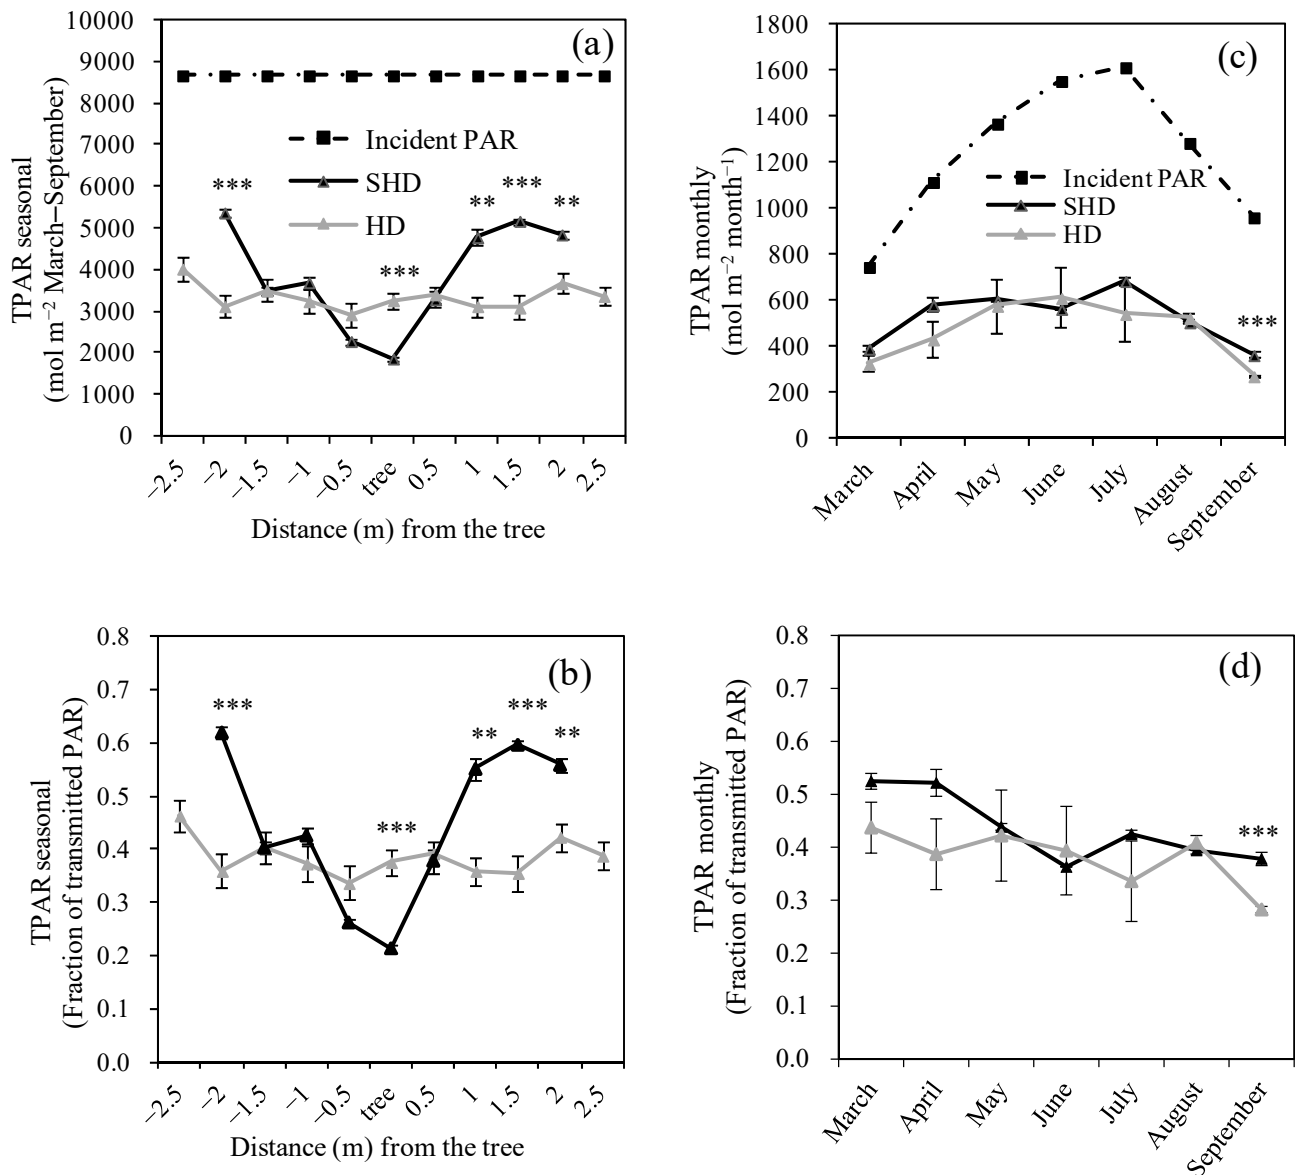 (a)
TPAR seasonal
(mol m⁻² March–September)
10000
9000
8000
7000
6000
5000
4000
3000
2000
1000
0
Incident PAR
SHD
HD
***
***
**
***
**
−2.5
−2
−1.5
−1
−0.5
tree
0.5
1
1.5
2
2.5
Distance (m) from the tree
(c)
TPAR monthly
(mol m⁻² month⁻¹)
1800
1600
1400
1200
1000
800
600
400
200
0
Incident PAR
SHD
HD
***
March
April
May
June
July
August
September
(b)
TPAR seasonal
(Fraction of transmitted PAR)
0.8
0.7
0.6
0.5
0.4
0.3
0.2
0.1
0.0
***
***
**
***
**
−2.5
−2
−1.5
−1
−0.5
tree
0.5
1
1.5
2
2.5
Distance (m) from the tree
(d)
TPAR monthly
(Fraction of transmitted PAR)
0.8
0.7
0.6
0.5
0.4
0.3
0.2
0.1
0.0
***
March
April
May
June
July
August
September